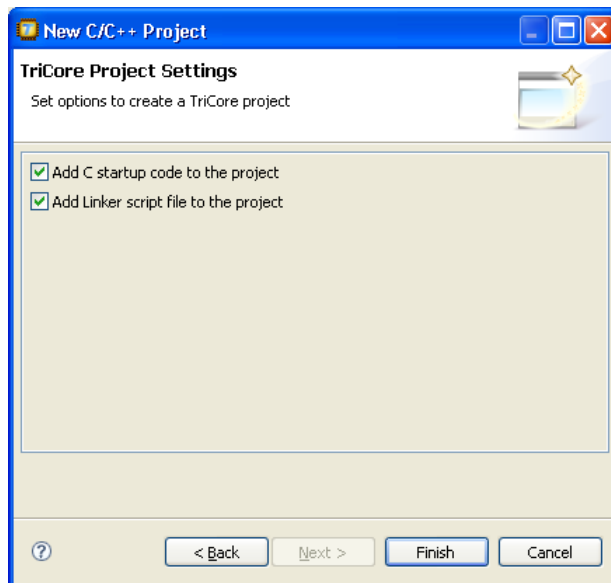 New C/C++ Project
TriCore Project Settings
Set options to create a TriCore project
Add C startup code to the project
Add Linker script file to the project
? < Back Next > Finish Cancel